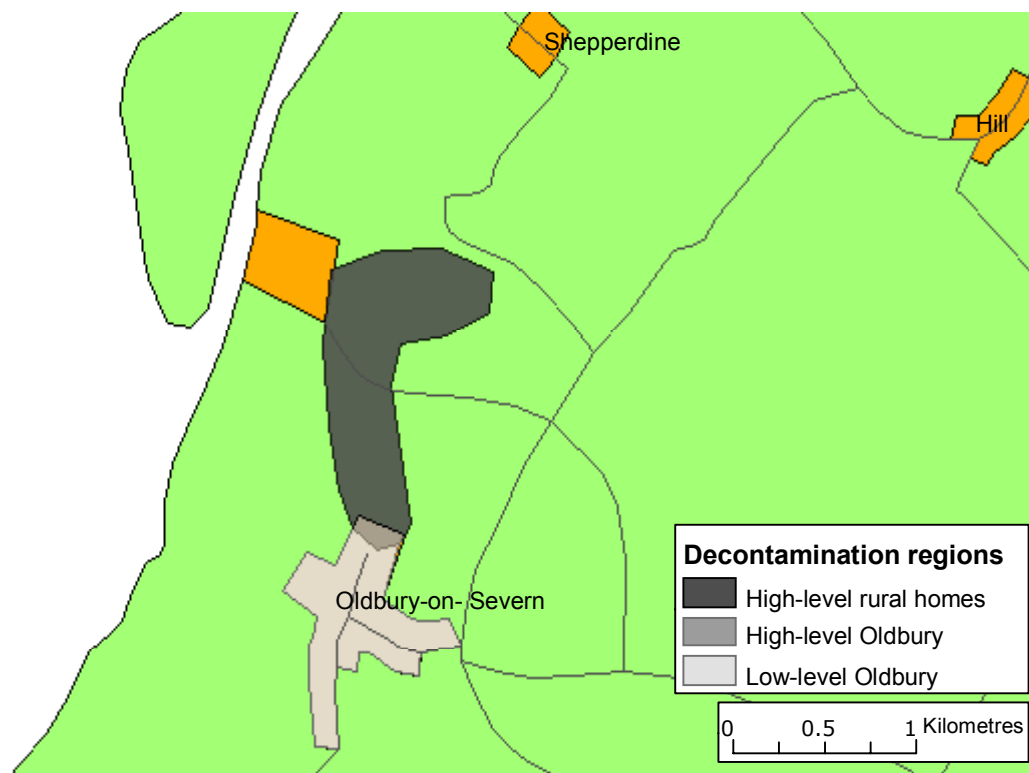 Shepperdine
Hill
Oldbury-on- Severn
Decontamination regions
High-level rural homes
High-level Oldbury
Low-level Oldbury
0 0.5 1 Kilometres